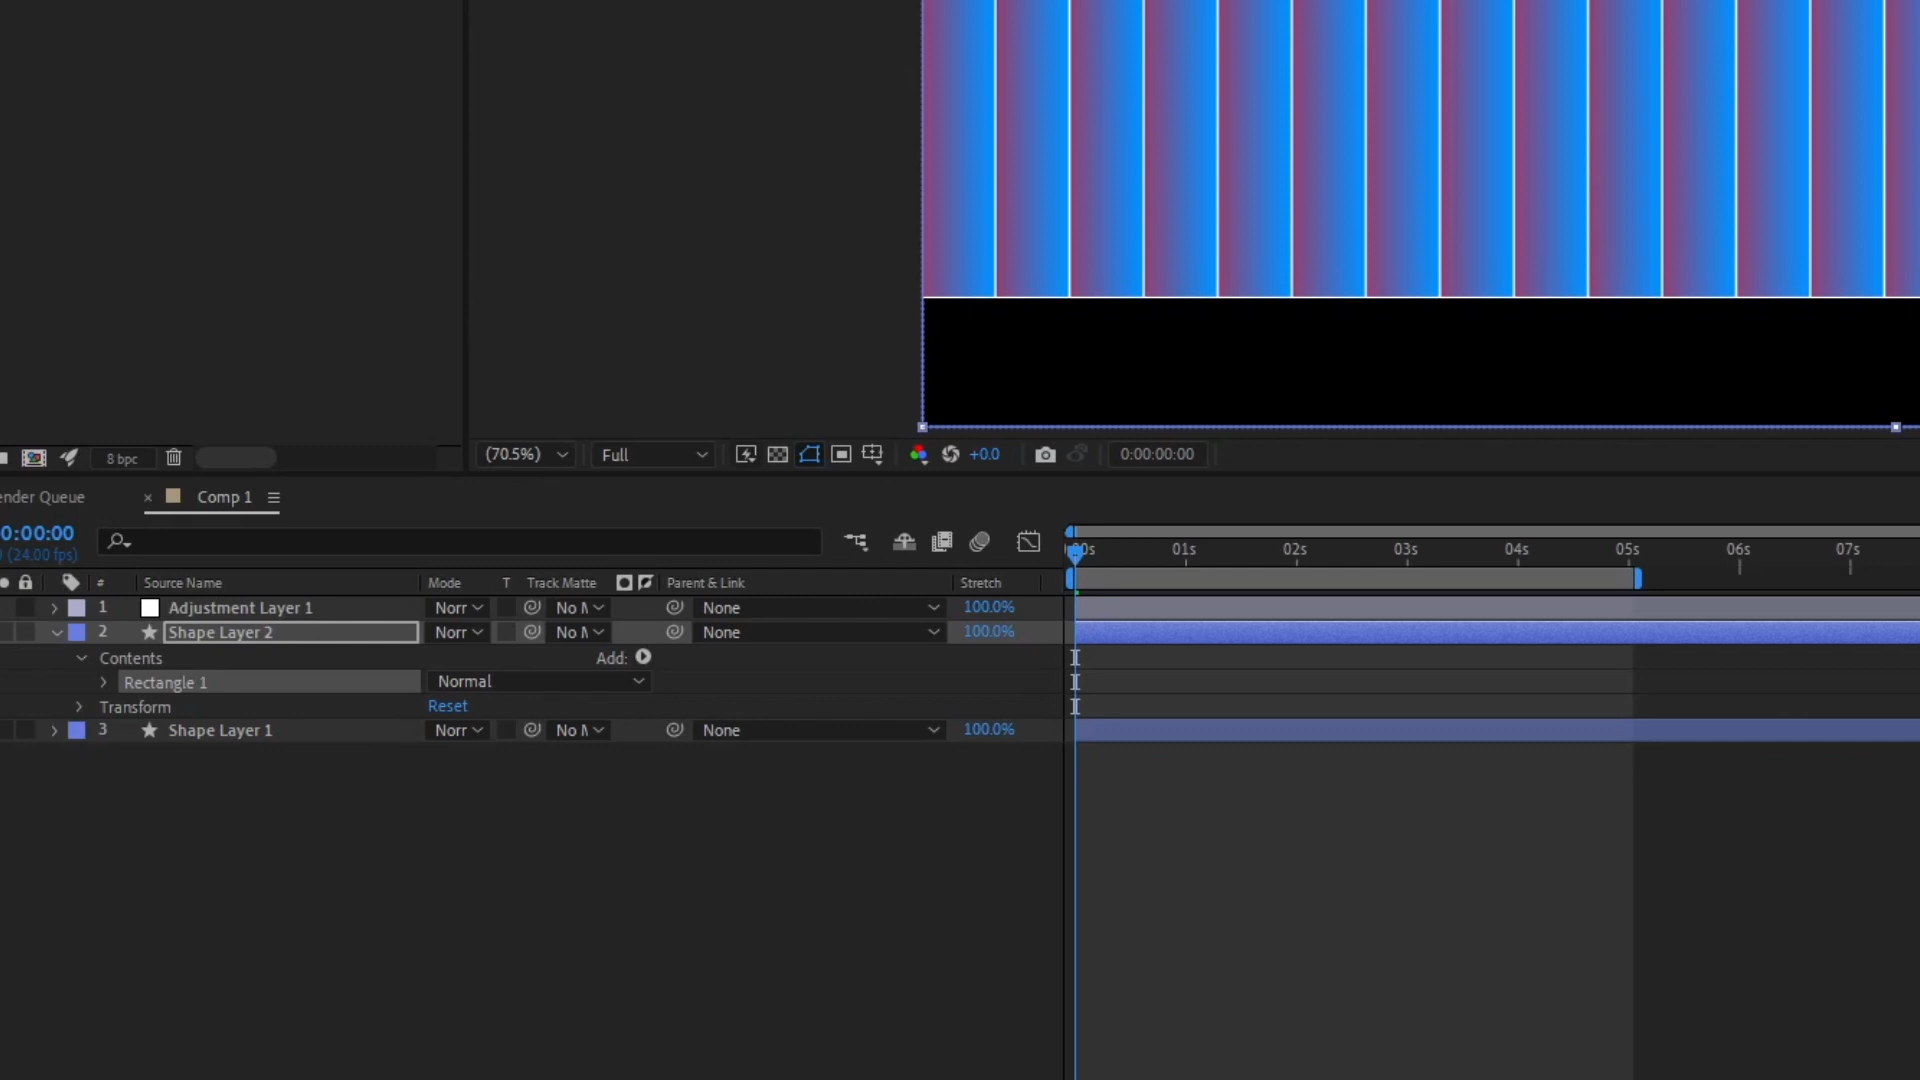 8 bpc
(70.5%) Full +0.0 0:00:00:00
ender Queue × Comp 1
0:00:00
(24.00 fps)
00s 01s 02s 03s 04s 05s 06s 07s
# Source Name Mode T Track Matte Parent & Link Stretch
1 Adjustment Layer 1 Norr No M None 100.0%
2 Shape Layer 2 Norr No M None 100.0%
Contents Add:
Rectangle 1 Normal
Transform Reset
3 Shape Layer 1 Norr No M None 100.0%